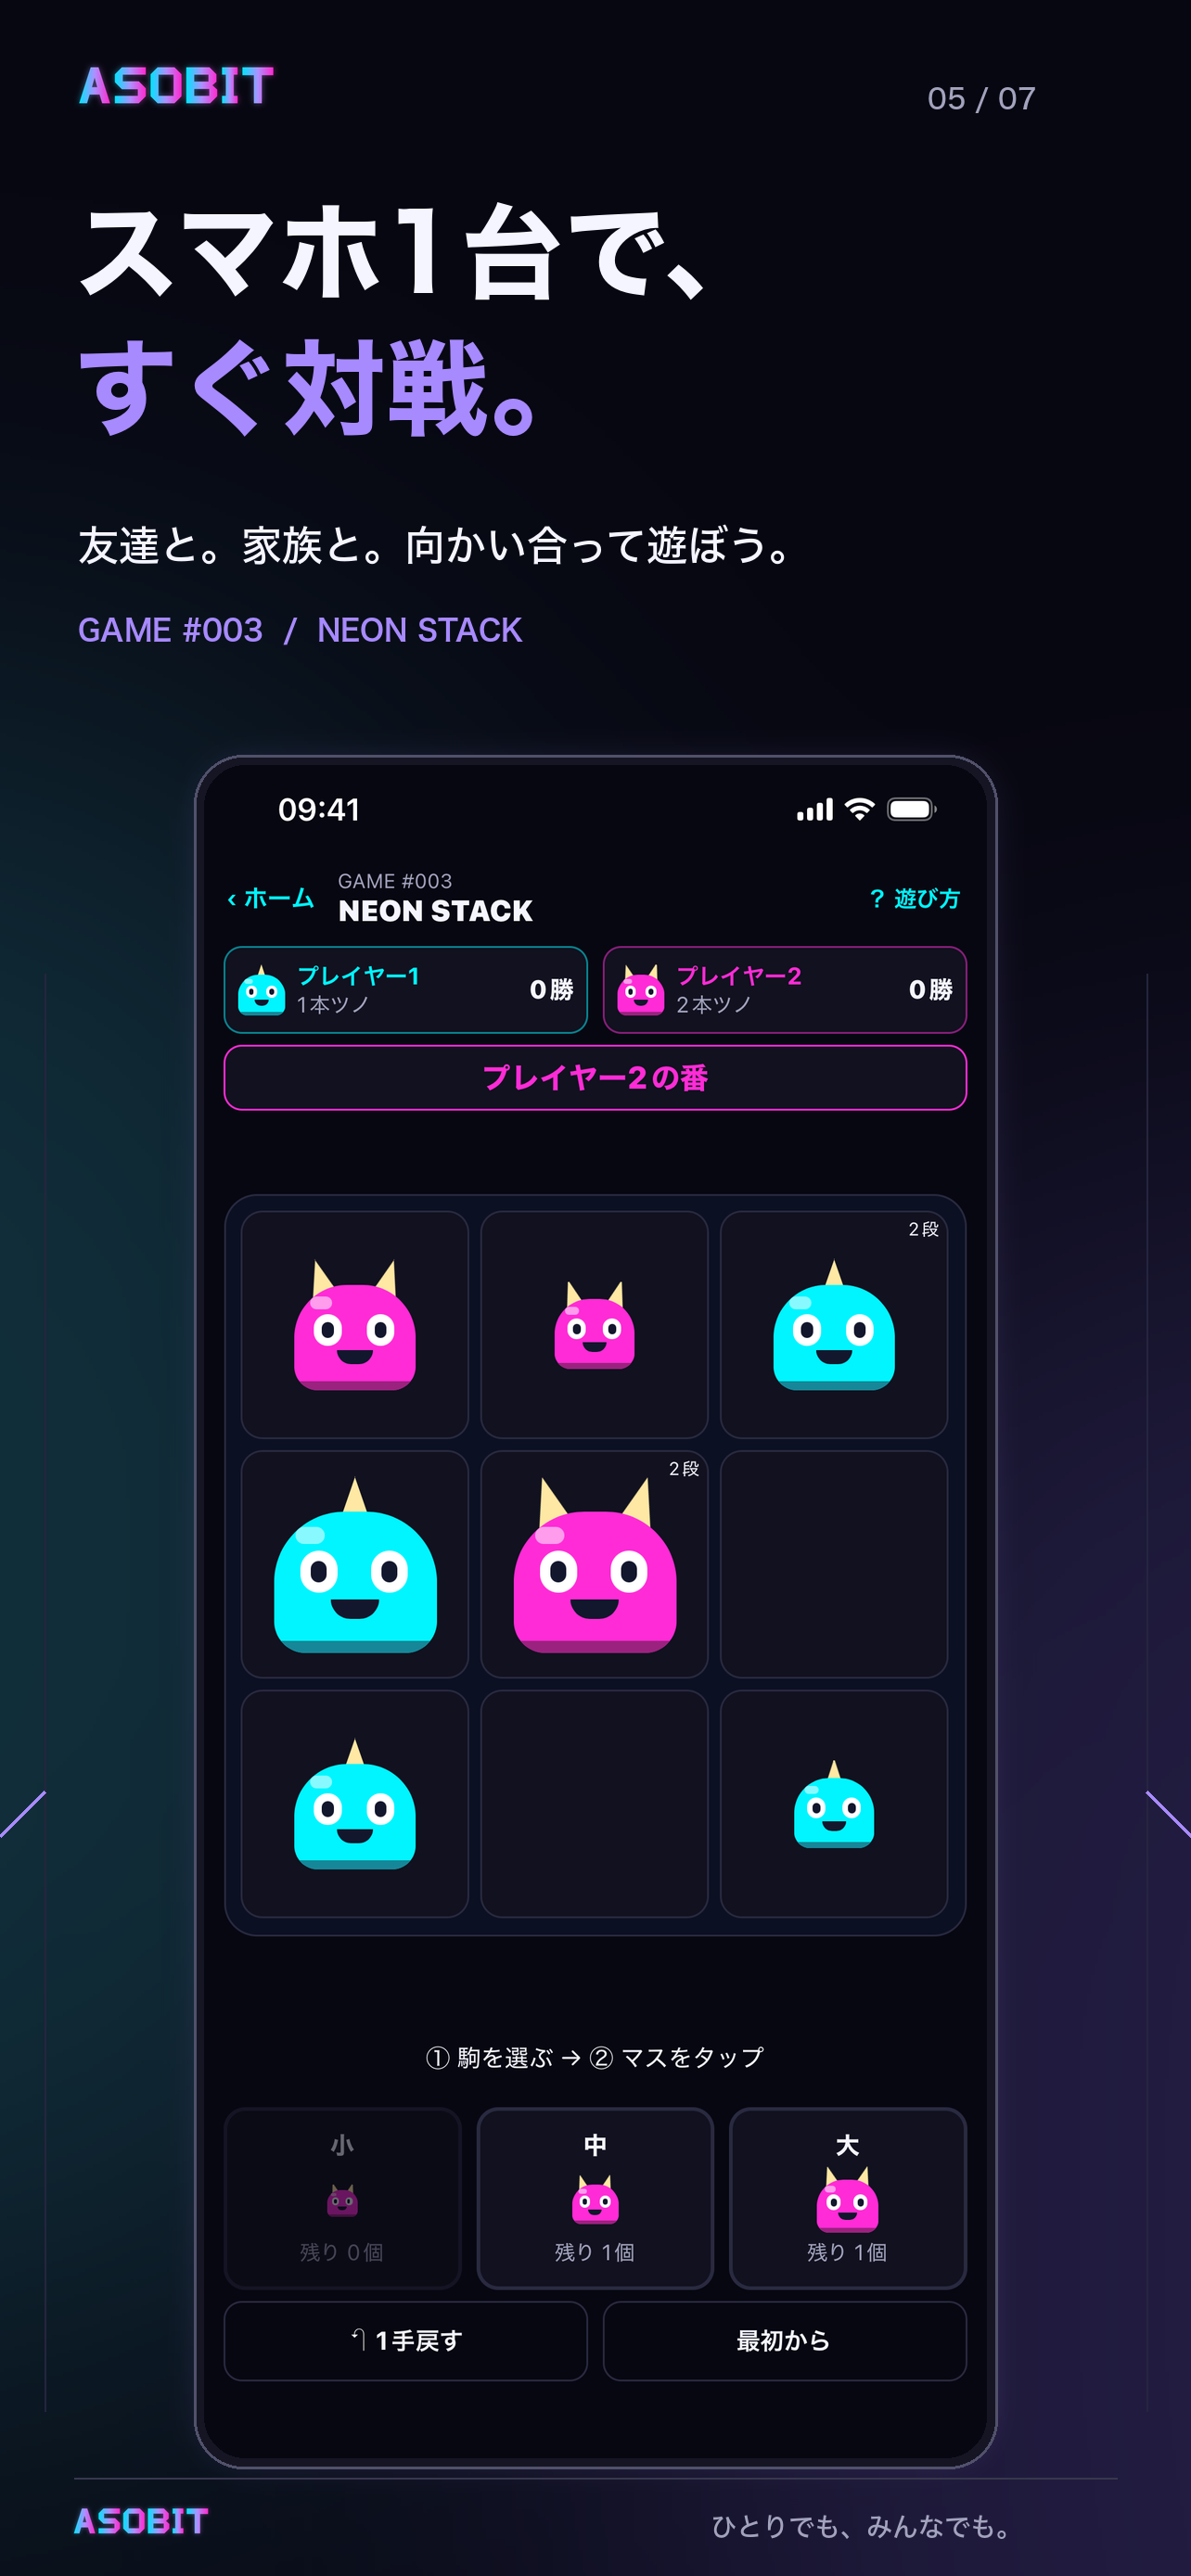 ASOBIT
05 / 07
スマホ1台で、
すぐ対戦。
友達と。家族と。向かい合って遊ぼう。
GAME #003 / NEON STACK
09:41
‹ ホーム
GAME #003
NEON STACK
? 遊び方
プレイヤー1
1本ツノ
0勝
プレイヤー2
2本ツノ
0勝
プレイヤー2の番
2段
2段
① 駒を選ぶ → ② マスをタップ
小
残り 0個
中
残り 1個
大
残り 1個
1手戻す
最初から
ASOBIT
ひとりでも、みんなでも。